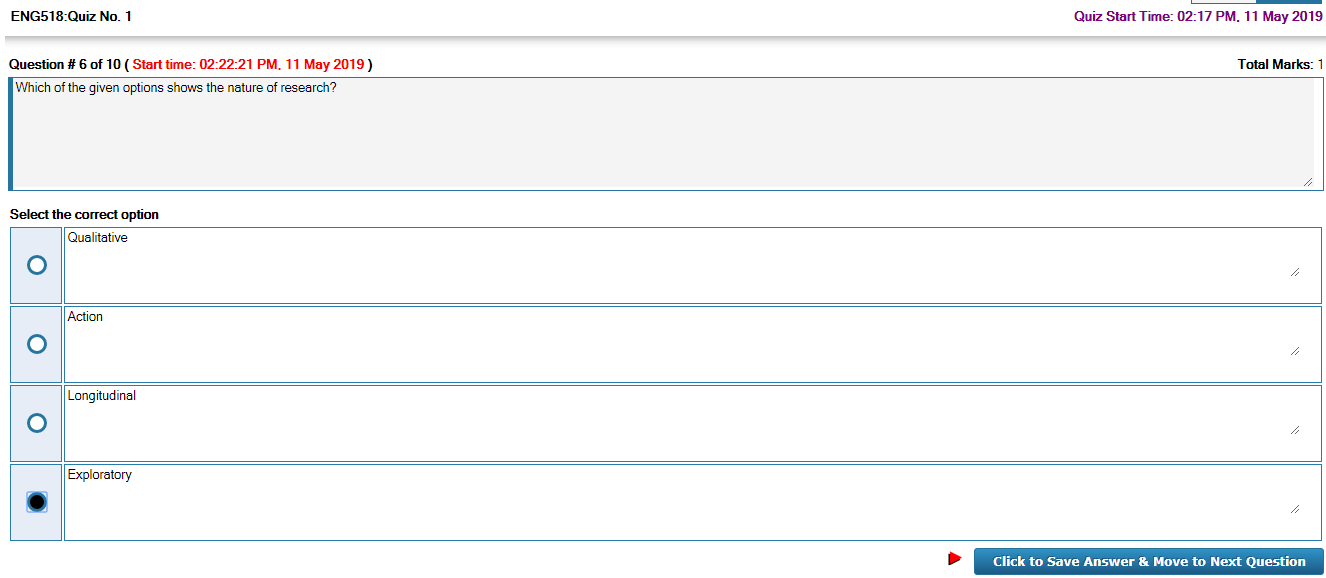 ENG518:Quiz No. 1
Quiz Start Time: 02:17 PM, 11 May 2019
Question # 6 of 10 ( Start time: 02:22:21 PM, 11 May 2019 )
Total Marks: 1
Which of the given options shows the nature of research?
Select the correct option
Qualitative
Action
Longitudinal
Exploratory
Click to Save Answer & Move to Next Question